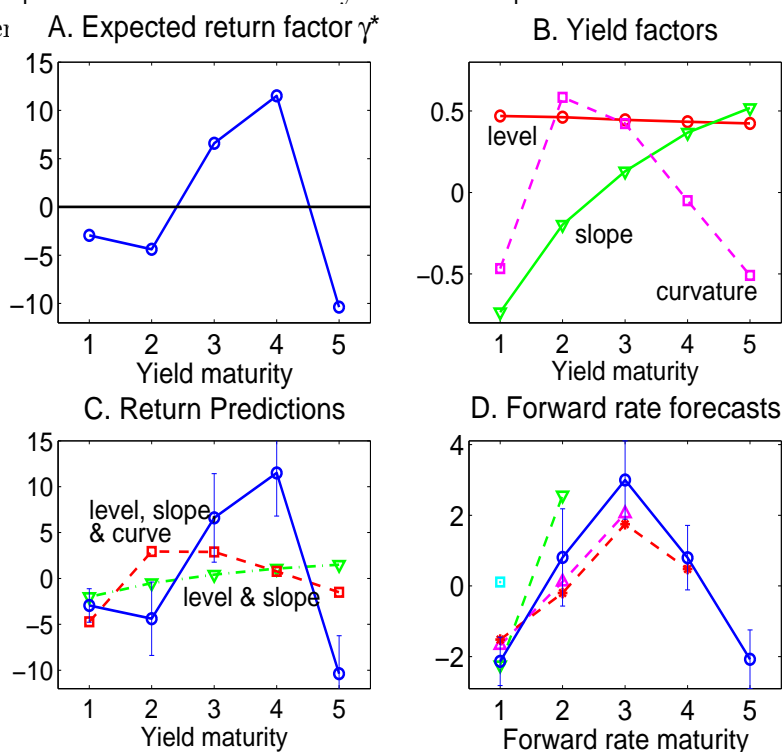 er
A. Expected return factor γ*
15
10
5
0
−5
−10
1 2 3 4 5
Yield maturity
B. Yield factors
0.5
0
−0.5
level
slope
curvature
1 2 3 4 5
Yield maturity
C. Return Predictions
15
10
5
0
−5
−10
level, slope
& curve
level & slope
1 2 3 4 5
Yield maturity
D. Forward rate forecasts
4
2
0
−2
1 2 3 4 5
Forward rate maturity